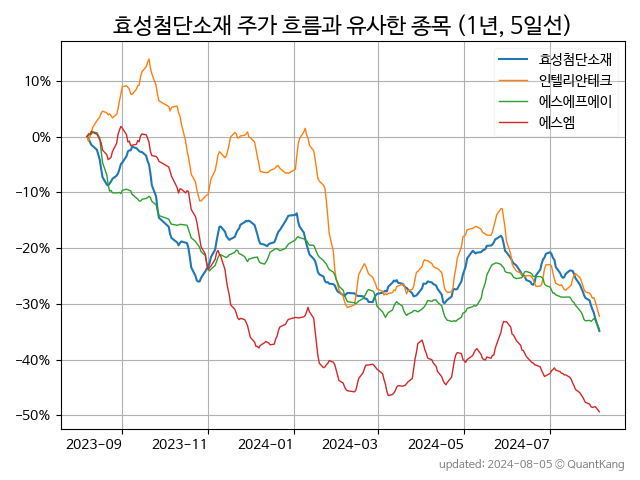 효성첨단소재 주가 흐름과 유사한 종목 (1년, 5일선)
효성첨단소재
인텔리안테크
에스에프에이
에스엠
10%
0%
−10%
−20%
−30%
−40%
−50%
2023-09 2023-11 2024-01 2024-03 2024-05 2024-07
updated: 2024-08-05 © QuantKang